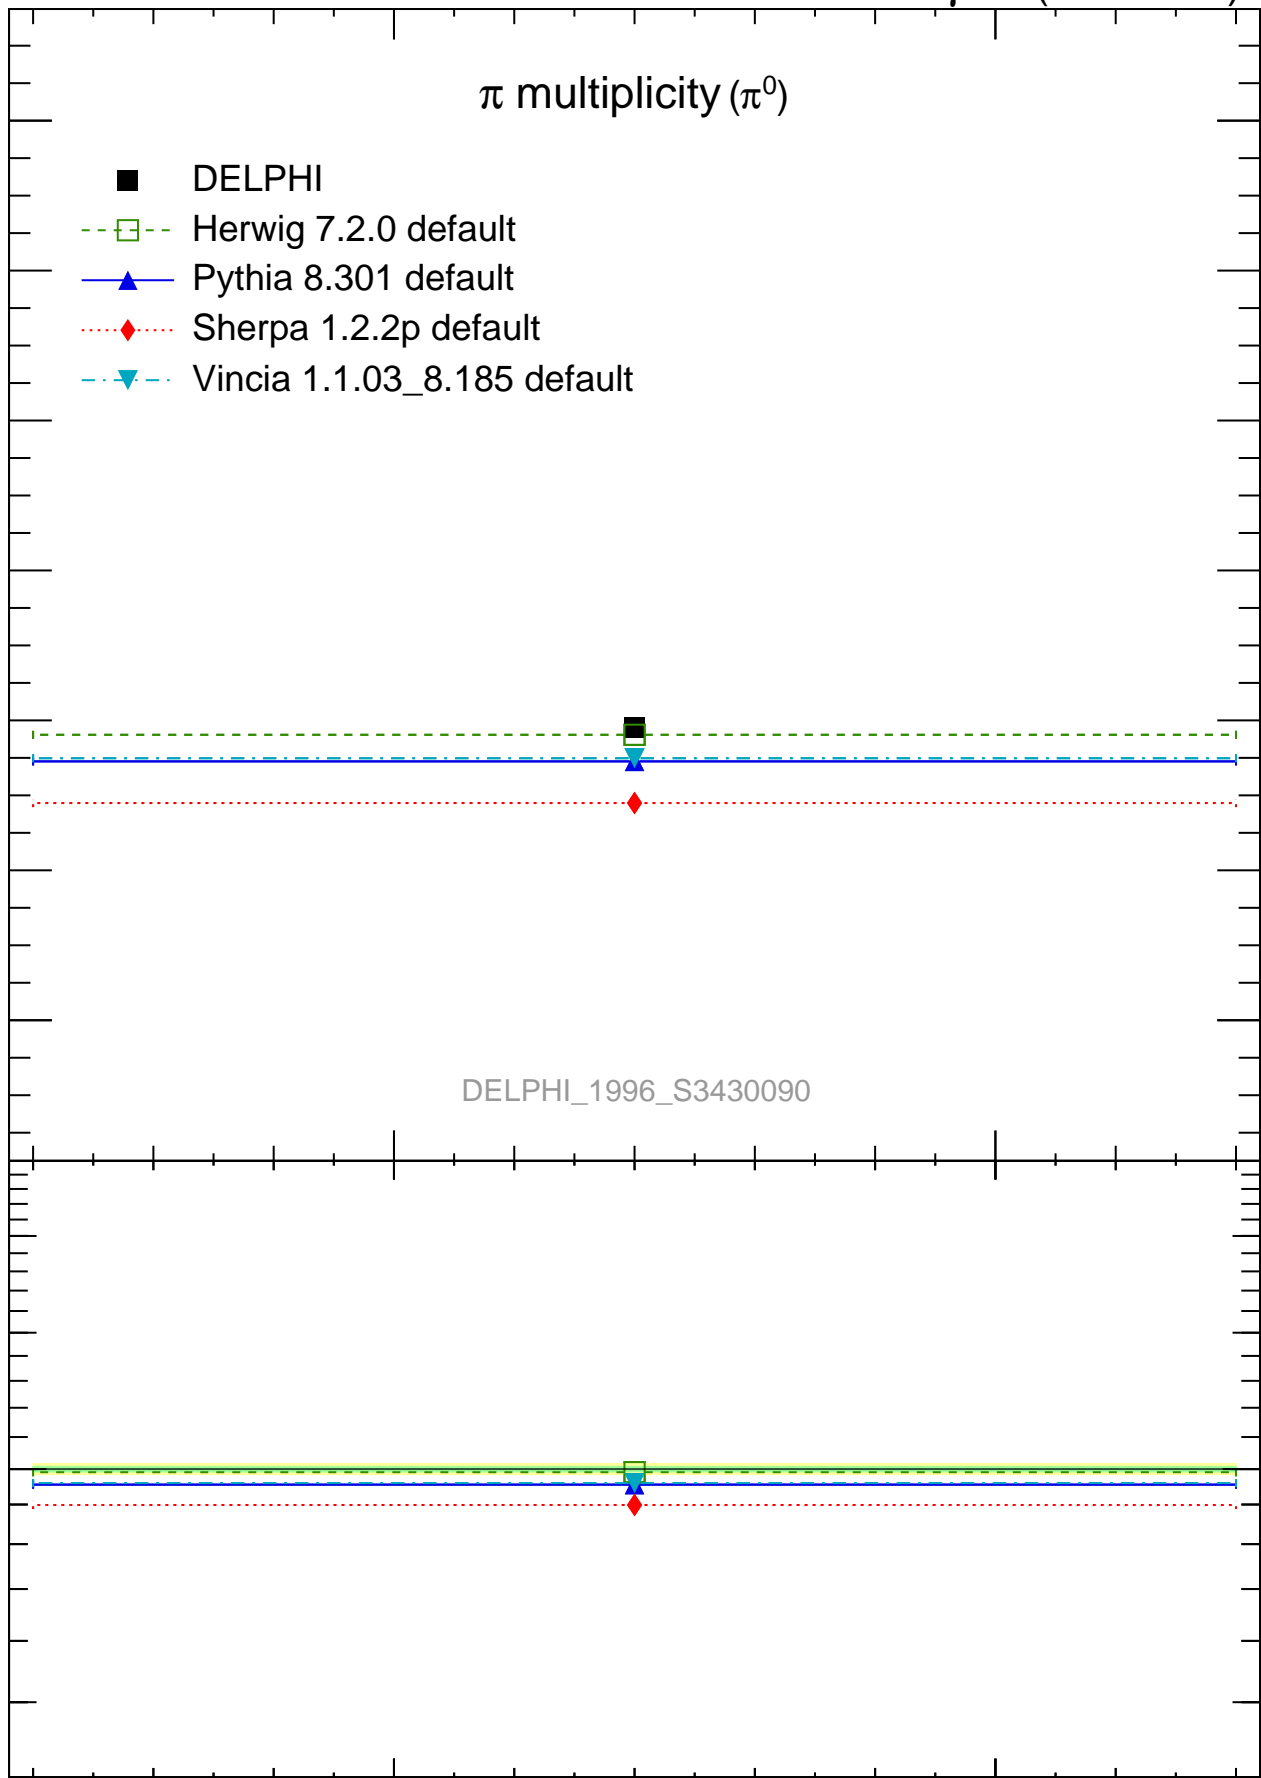 π multiplicity (π⁰)
DELPHI
Herwig 7.2.0 default
Pythia 8.301 default
Sherpa 1.2.2p default
Vincia 1.1.03_8.185 default
DELPHI_1996_S3430090